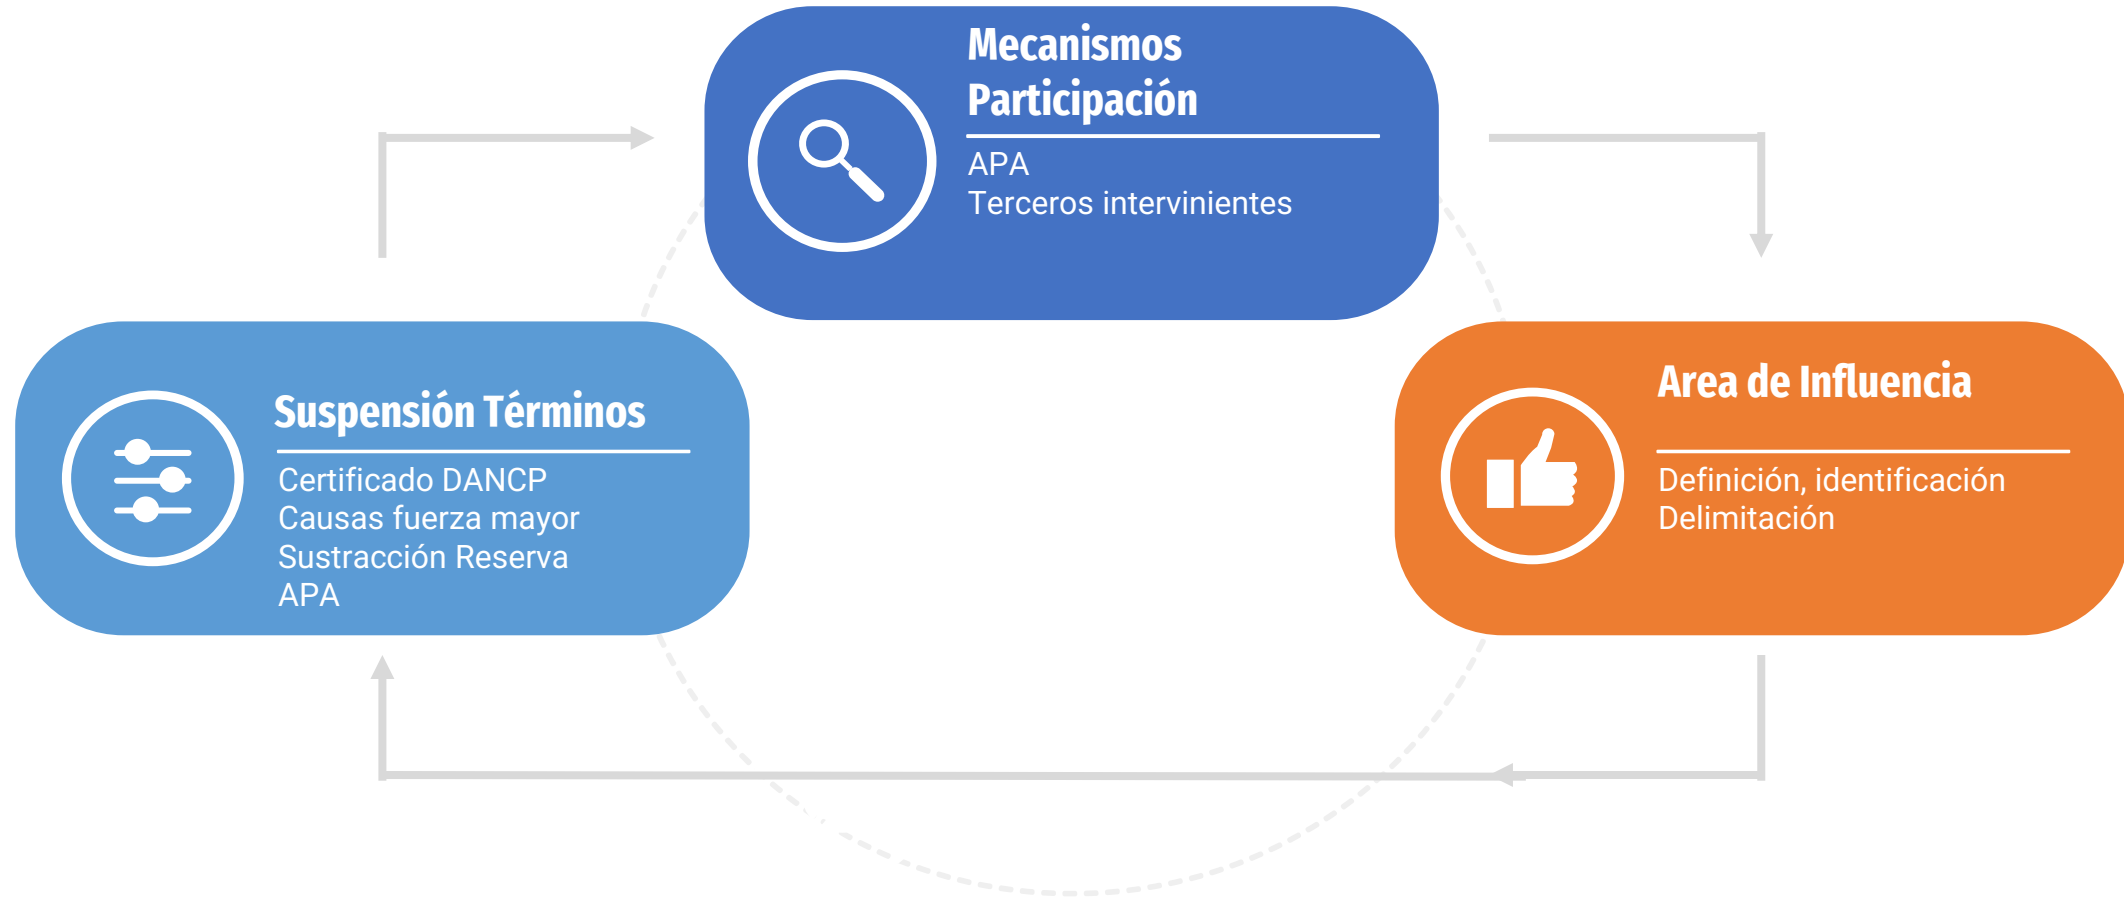 Mecanismos
Participación
APA
Terceros intervinientes
Suspensión Términos
Certificado DANCP
Causas fuerza mayor
Sustracción Reserva
APA
Area de Influencia
Definición, identificación
Delimitación